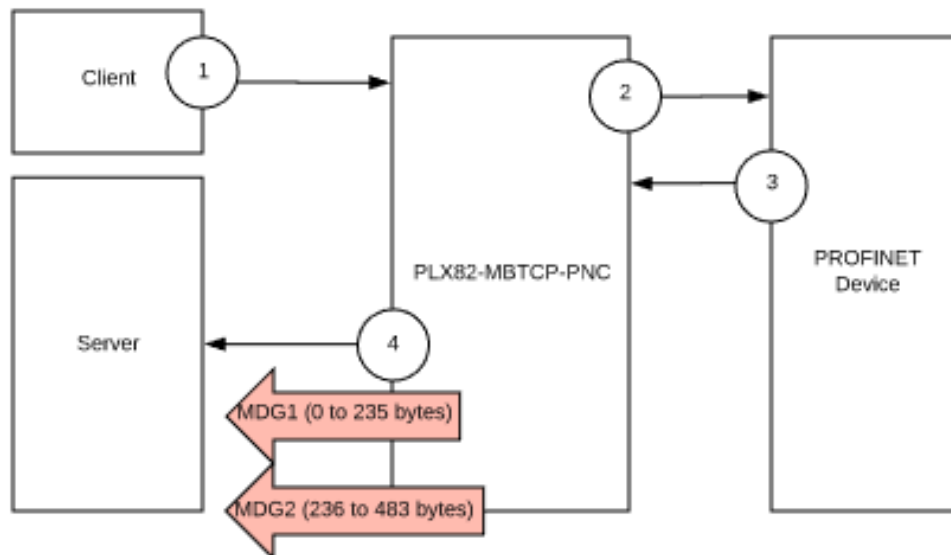 Client
1
2
3
PLX82-MBTCP-PNC
PROFINET
Device
Server
4
MDG1 (0 to 235 bytes)
MDG2 (236 to 483 bytes)